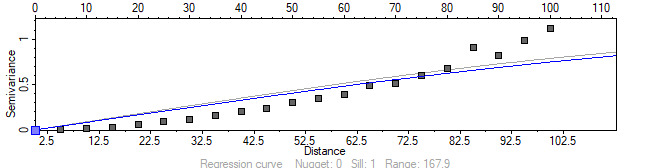 0 10 20 30 40 50 60 70 80 90 100 110
Semivariance
1
0.5
0
2.5 12.5 22.5 32.5 42.5 52.5 62.5 72.5 82.5 92.5 102.5
Distance
Regression curve Nugget: 0 Sill: 1 Range: 167.9